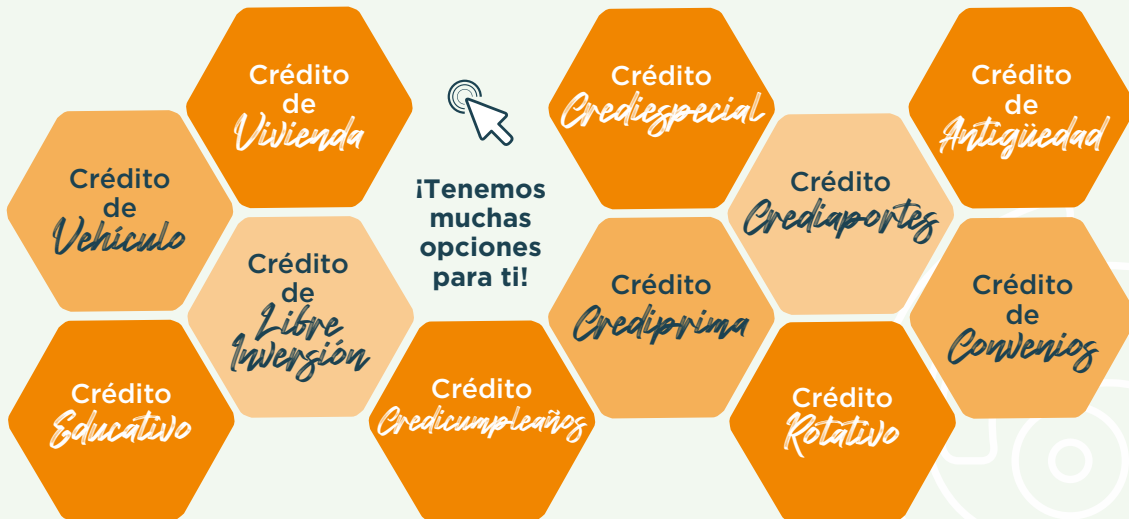 Crédito
de
Vivienda
Crédito
Crediespecial
Crédito
de
Antigüedad
Crédito
de
Vehículo
¡Tenemos
muchas
opciones
para ti!
Crédito
Crediaportes
Crédito
de
Libre
Inversión
Crédito
Crediprima
Crédito
de
Convenios
Crédito
Educativo
Crédito
Credicumpleaños
Crédito
Rotativo